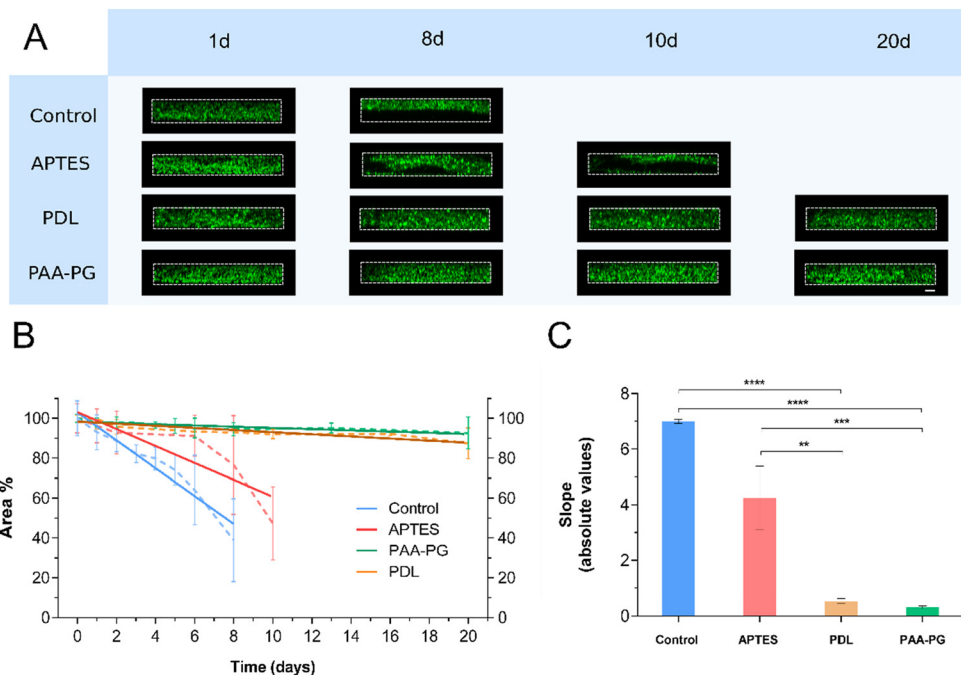 A
1d 8d 10d 20d
Control
APTES
PDL
PAA-PG
B
100
80
60
40
20
0
100
80
60
40
20
0
Area %
0 2 4 6 8 10 12 14 16 18 20
Time (days)
Control
APTES
PAA-PG
PDL
C
****
****
***
**
8
6
4
2
0
Slope
(absolute values)
Control APTES PDL PAA-PG